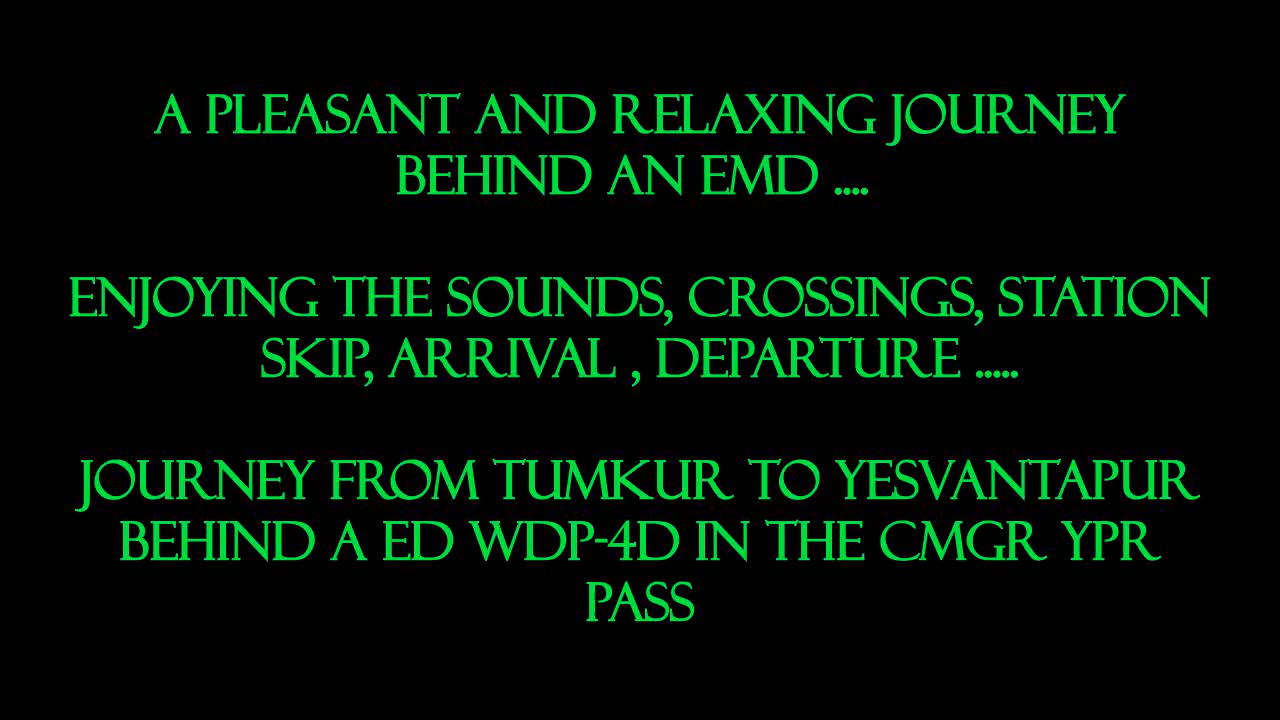 A PLEASANT AND RELAXING JOURNEY
BEHIND AN EMD ....
ENJOYING THE SOUNDS, CROSSINGS, STATION
SKIP, ARRIVAL , DEPARTURE .....
JOURNEY FROM TUMKUR TO YESVANTAPUR
BEHIND A ED WDP-4D IN THE CMGR YPR
PASS